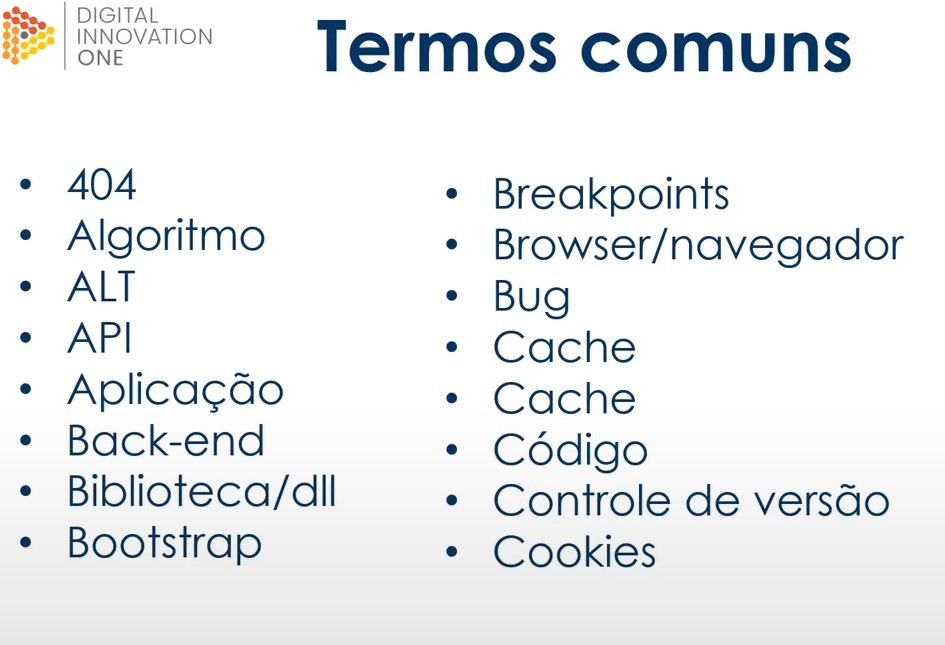 DIGITAL
INNOVATION
ONE
Termos comuns
• 404
• Algoritmo
• ALT
• API
• Aplicação
• Back-end
• Biblioteca/dll
• Bootstrap
• Breakpoints
• Browser/navegador
• Bug
• Cache
• Cache
• Código
• Controle de versão
• Cookies